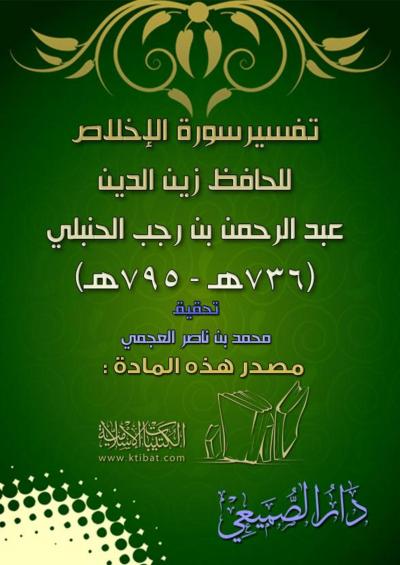 تفسير سورة الإخلاص
للحافظ زين الدين
عبد الرحمن بن رجب الحنبلي
(٧٣٦هـ - ٧٩٥هـ)
تحقيق
محمد بن ناصر العجمي
مصدر هذه المادة :
الكتيبات الإسلامية
www.ktibat.com
دار الصميعي